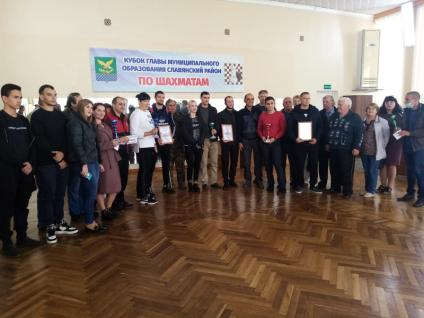 КУБОК ГЛАВЫ МУНИЦИПАЛЬНОГО
ОБРАЗОВАНИЯ СЛАВЯНСКИЙ РАЙОН
ПО ШАХМАТАМ